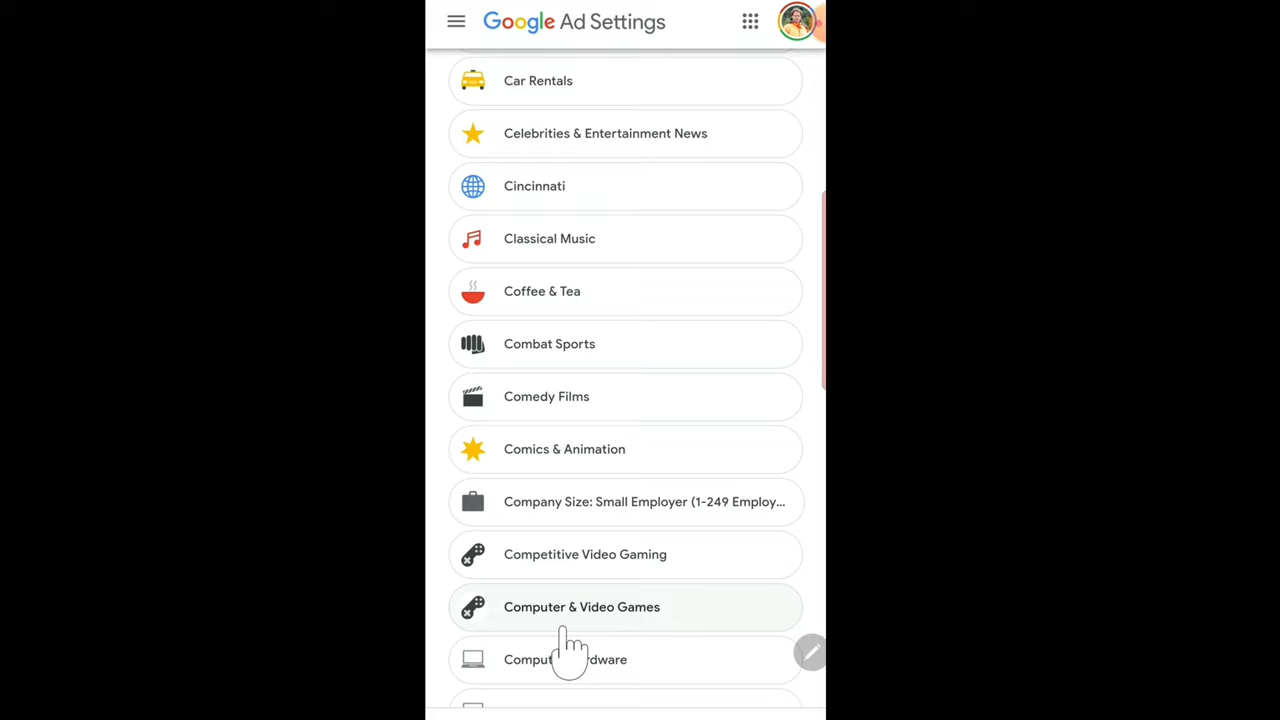 Google Ad Settings
Car Rentals
Celebrities & Entertainment News
Cincinnati
Classical Music
Coffee & Tea
Combat Sports
Comedy Films
Comics & Animation
Company Size: Small Employer (1-249 Employ...
Competitive Video Gaming
Computer & Video Games